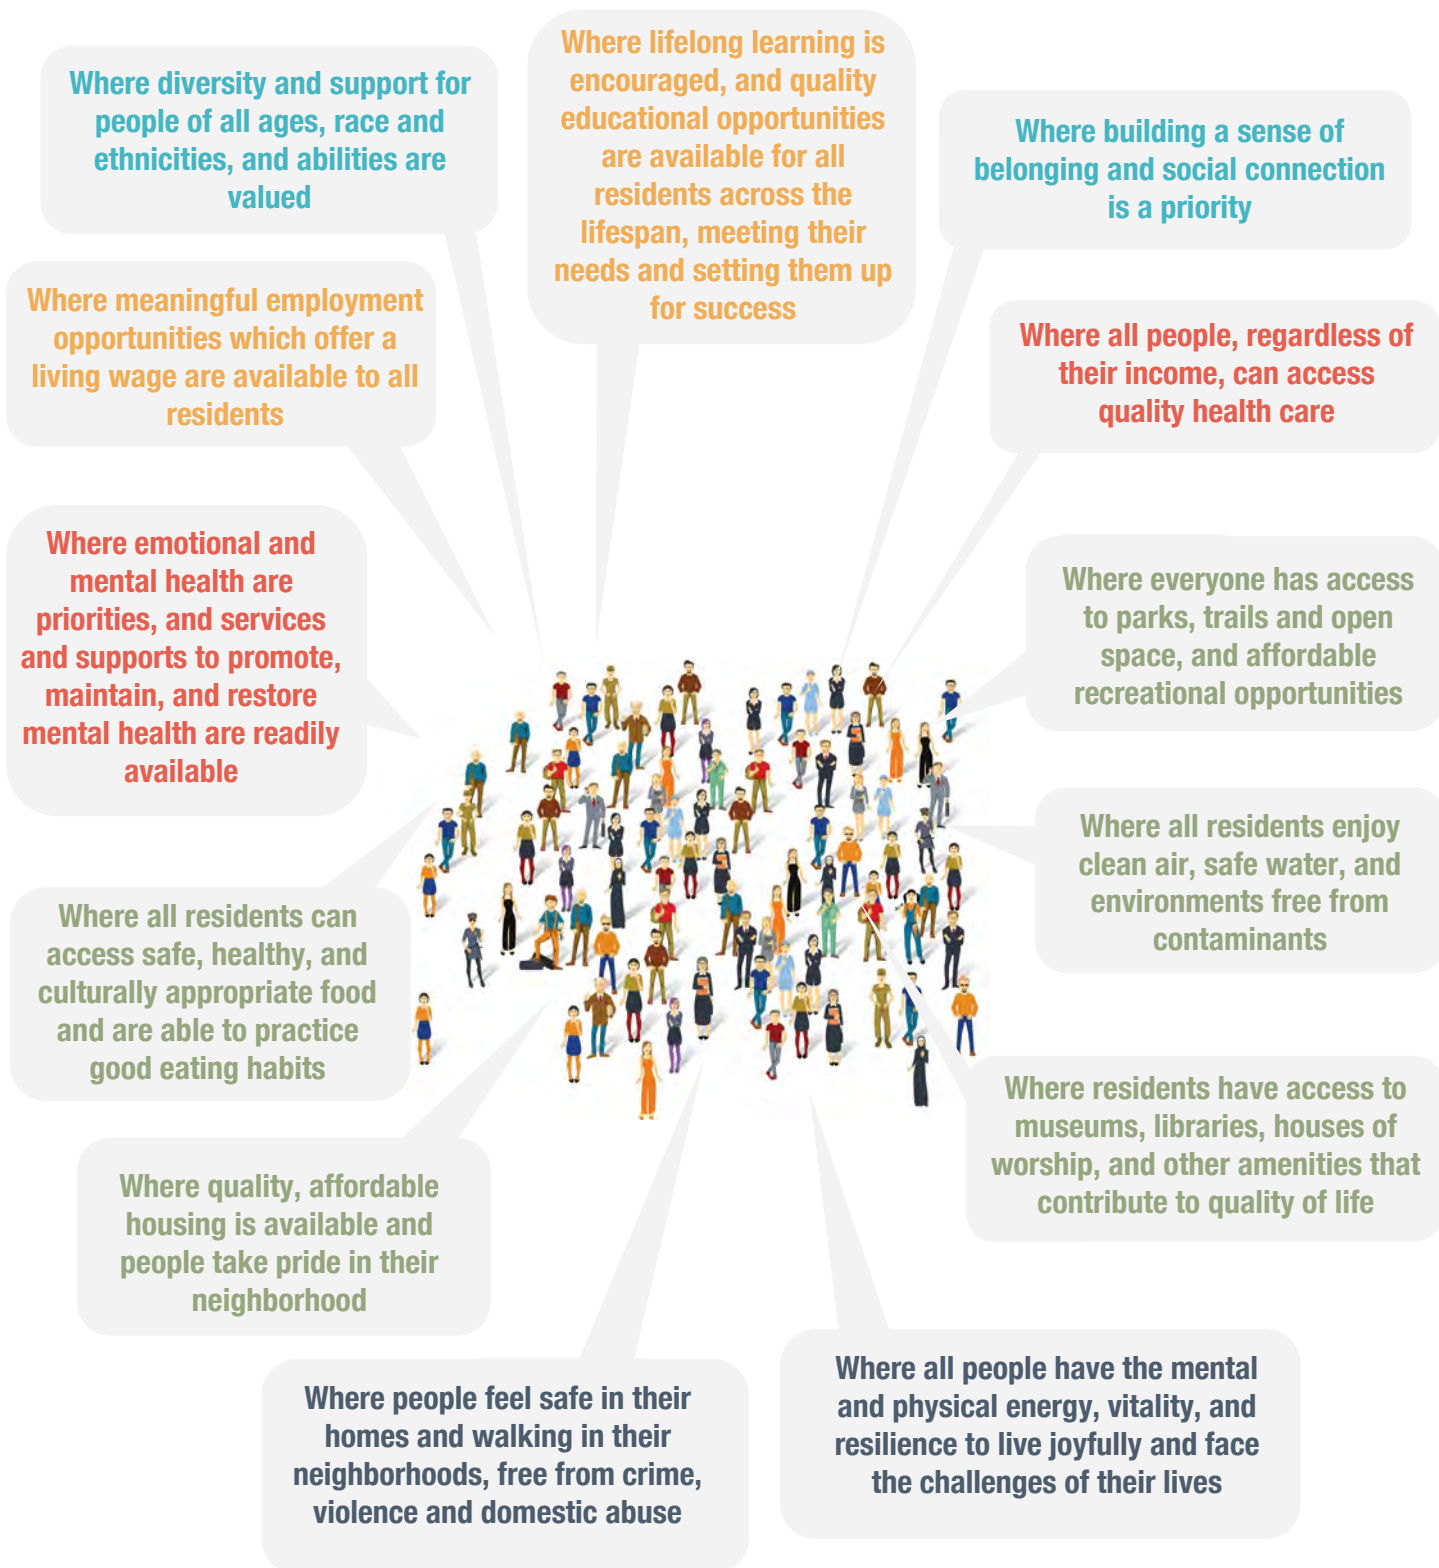 Where diversity and support for
people of all ages, race and
ethnicities, and abilities are
valued
Where lifelong learning is
encouraged, and quality
educational opportunities
are available for all
residents across the
lifespan, meeting their
needs and setting them up
for success
Where building a sense of
belonging and social connection
is a priority
Where meaningful employment
opportunities which offer a
living wage are available to all
residents
Where all people, regardless of
their income, can access
quality health care
Where emotional and
mental health are
priorities, and services
and supports to promote,
maintain, and restore
mental health are readily
available
Where everyone has access
to parks, trails and open
space, and affordable
recreational opportunities
Where all residents enjoy
clean air, safe water, and
environments free from
contaminants
Where all residents can
access safe, healthy, and
culturally appropriate food
and are able to practice
good eating habits
Where residents have access to
museums, libraries, houses of
worship, and other amenities that
contribute to quality of life
Where quality, affordable
housing is available and
people take pride in their
neighborhood
Where people feel safe in their
homes and walking in their
neighborhoods, free from crime,
violence and domestic abuse
Where all people have the mental
and physical energy, vitality, and
resilience to live joyfully and face
the challenges of their lives